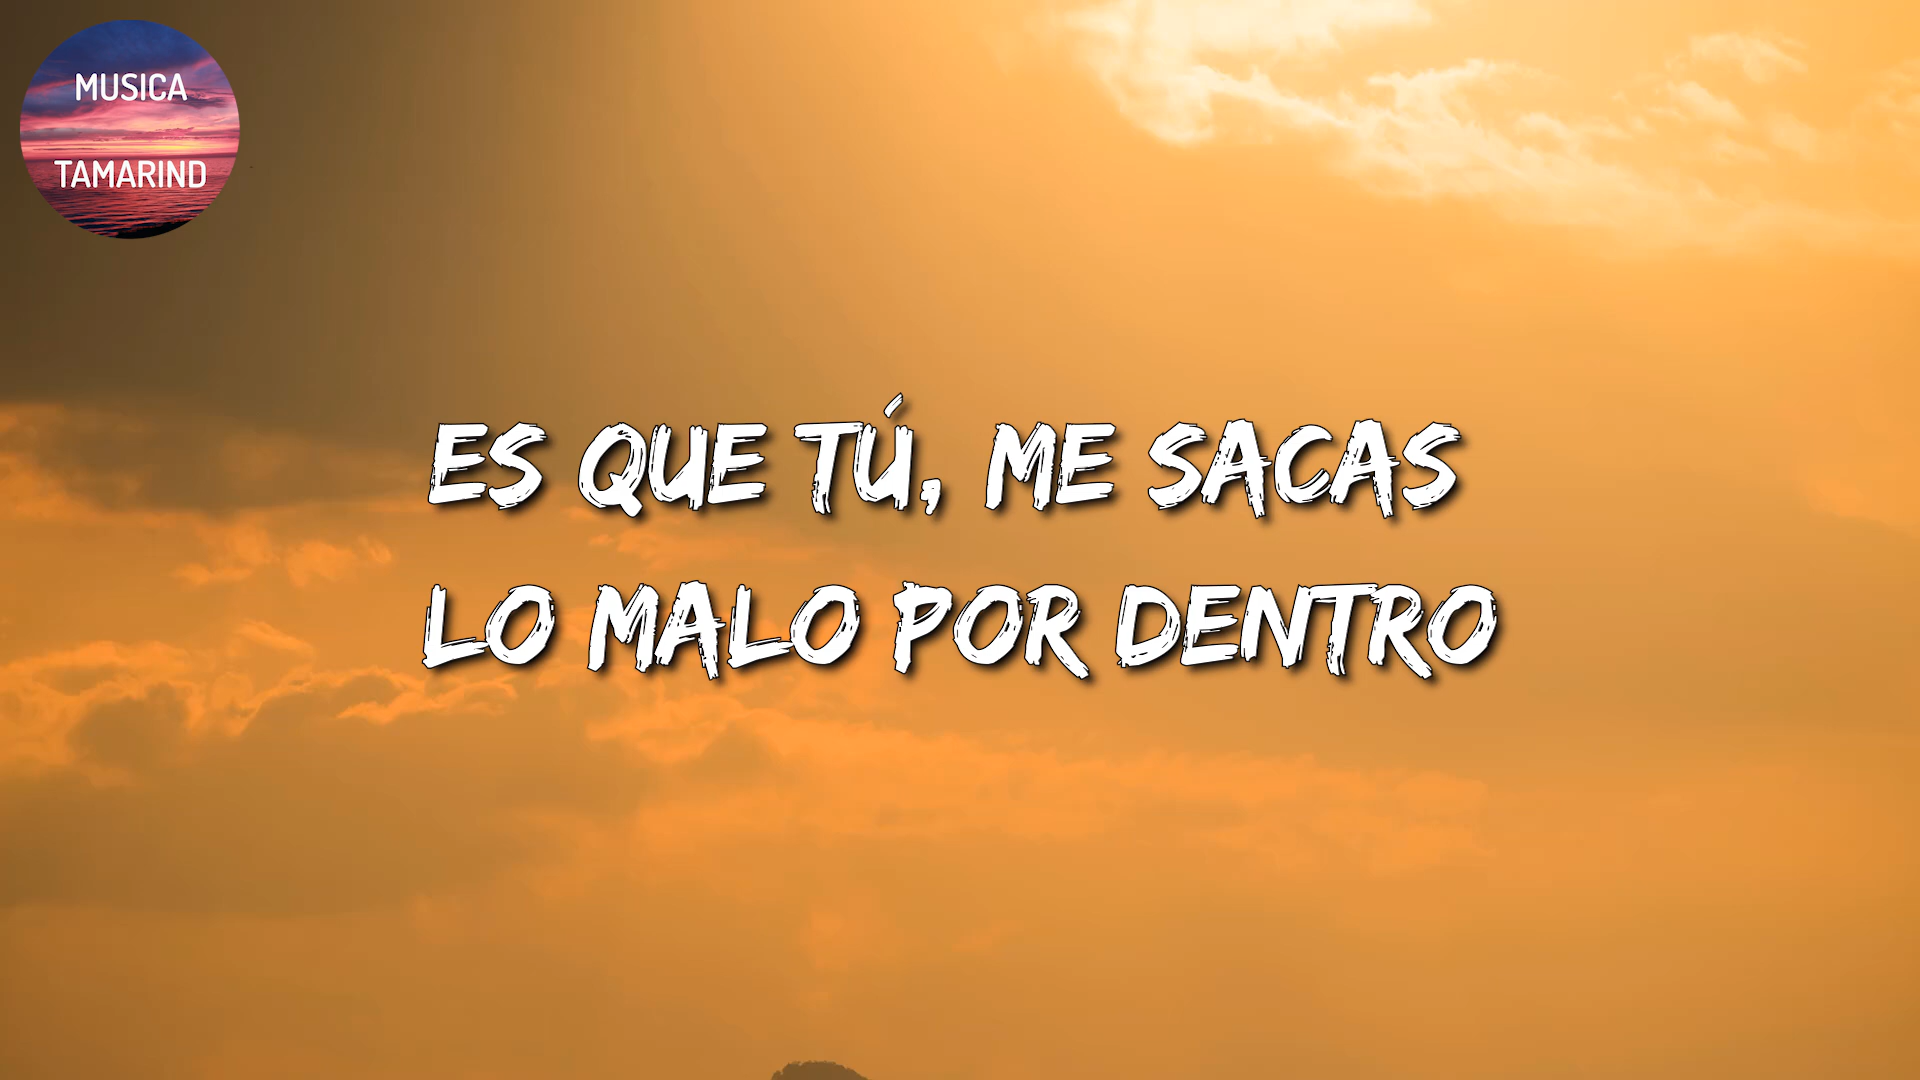 MUSICA
TAMARIND
ES QUE TÚ, ME SACAS
LO MALO POR DENTRO